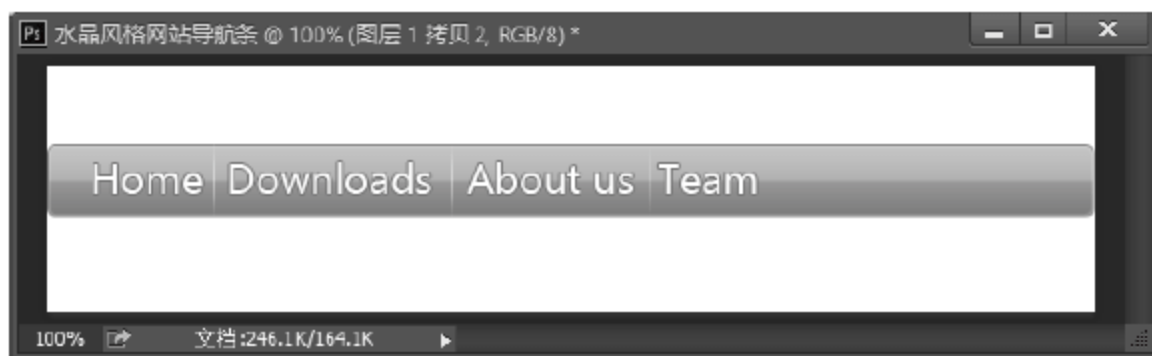 Ps 水晶风格网站导航条 @ 100% (图层 1 拷贝 2, RGB/8) *
Home Downloads About us Team
100% 文档:246.1K/164.1K